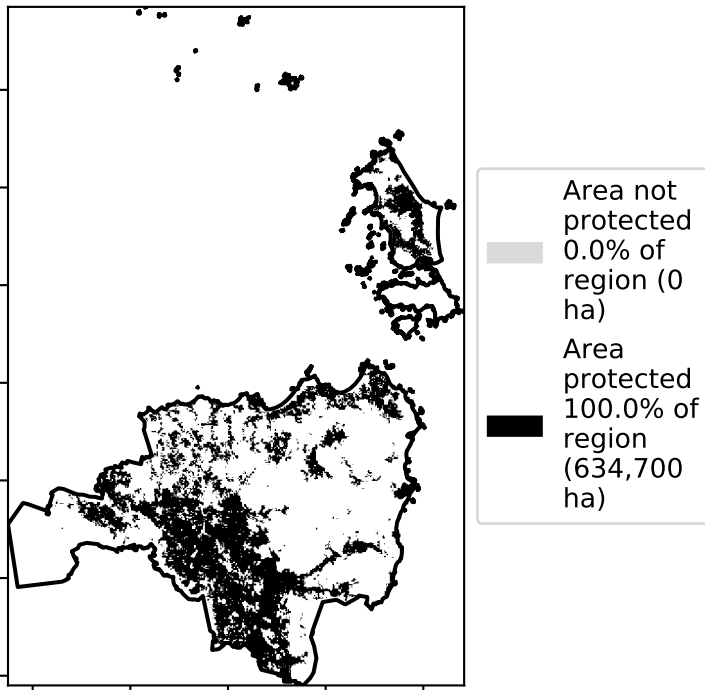 Area not
protected
0.0% of
region (0
ha)
Area
protected
100.0% of
region
(634,700
ha)